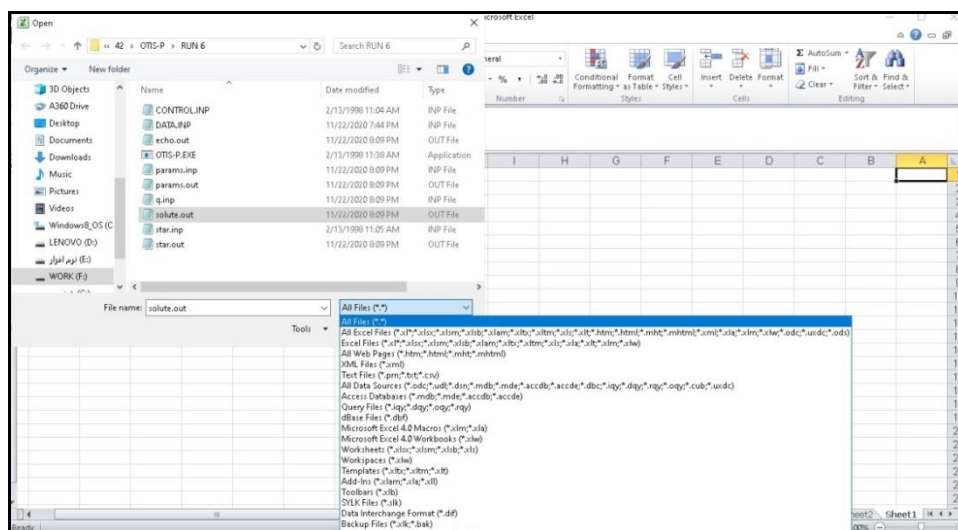 Open
crosoft Excel
« 42 > OTIS-P > RUN 6
Search RUN 6
Organize
New folder
3D Objects
A360 Drive
Desktop
Documents
Downloads
Music
Pictures
Videos
Windows8_OS (C
LENOVO (D:)
نرم افزار (E:)
WORK (F:)
Name
Date modified
Type
CONTROL.INP 2/13/1998 11:04 AM INP File
DATA.INP 11/22/2020 7:44 PM INP File
echo.out 11/22/2020 8:09 PM OUT File
OTIS-P.EXE 2/13/1998 11:38 AM Application
params.inp 11/22/2020 8:09 PM INP File
params.out 11/22/2020 8:09 PM OUT File
q.inp 11/22/2020 8:09 PM INP File
solute.out 11/22/2020 8:09 PM OUT File
star.inp 2/13/1998 11:05 AM INP File
star.out 11/22/2020 8:09 PM OUT File
File name: solute.out
All Files (*.*)
Tools
All Files (*.*)
All Excel Files (*.xl*;*.xlsx;*.xlsm;*.xlsb;*.xlam;*.xltx;*.xltm;*.xls;*.xlt;*.htm;*.html;*.mht;*.mhtml;*.xml;*.xla;*.xlm;*.xlw;*.odc;*.uxdc;*.ods)
Excel Files (*.xl*;*.xlsx;*.xlsm;*.xlsb;*.xlam;*.xltx;*.xltm;*.xls;*.xla;*.xlt;*.xlm;*.xlw)
All Web Pages (*.htm;*.html;*.mht;*.mhtml)
XML Files (*.xml)
Text Files (*.prn;*.txt;*.csv)
All Data Sources (*.odc;*.udl;*.dsn;*.mdb;*.mde;*.accdb;*.accde;*.dbc;*.iqy;*.dqy;*.rqy;*.oqy;*.cub;*.uxdc)
Access Databases (*.mdb;*.mde;*.accdb;*.accde)
Query Files (*.iqy;*.dqy;*.oqy;*.rqy)
dBase Files (*.dbf)
Microsoft Excel 4.0 Macros (*.xlm;*.xla)
Microsoft Excel 4.0 Workbooks (*.xlw)
Worksheets (*.xlsx;*.xlsm;*.xlsb;*.xls)
Workspaces (*.xlw)
Templates (*.xltx;*.xltm;*.xlt)
Add-Ins (*.xlam;*.xla;*.xll)
Toolbars (*.xlb)
SYLK Files (*.slk)
Data Interchange Format (*.dif)
Backup Files (*.xlk;*.bak)
neral
% ,
Number
Conditional Formatting
Format as Table
Cell Styles
Styles
Insert Delete Format
Cells
Σ AutoSum
Fill
Clear
Sort & Filter
Find & Select
Editing
I H G F E D C B A
Ready
Sheet1